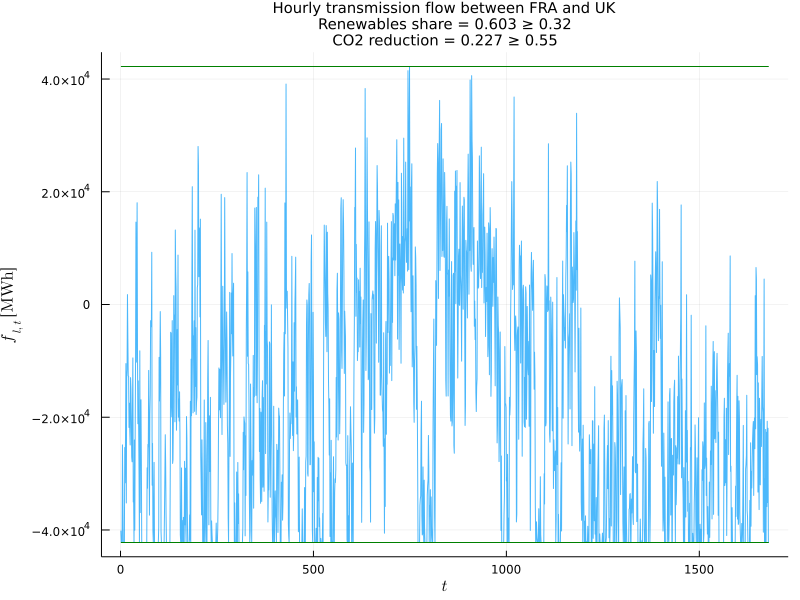 Hourly transmission flow between FRA and UK
Renewables share = 0.603 ≥ 0.32
CO2 reduction = 0.227 ≥ 0.55
4.0×10⁴
2.0×10⁴
0
−2.0×10⁴
−4.0×10⁴
f_{l,t} [MWh]
0 500 1000 1500
t